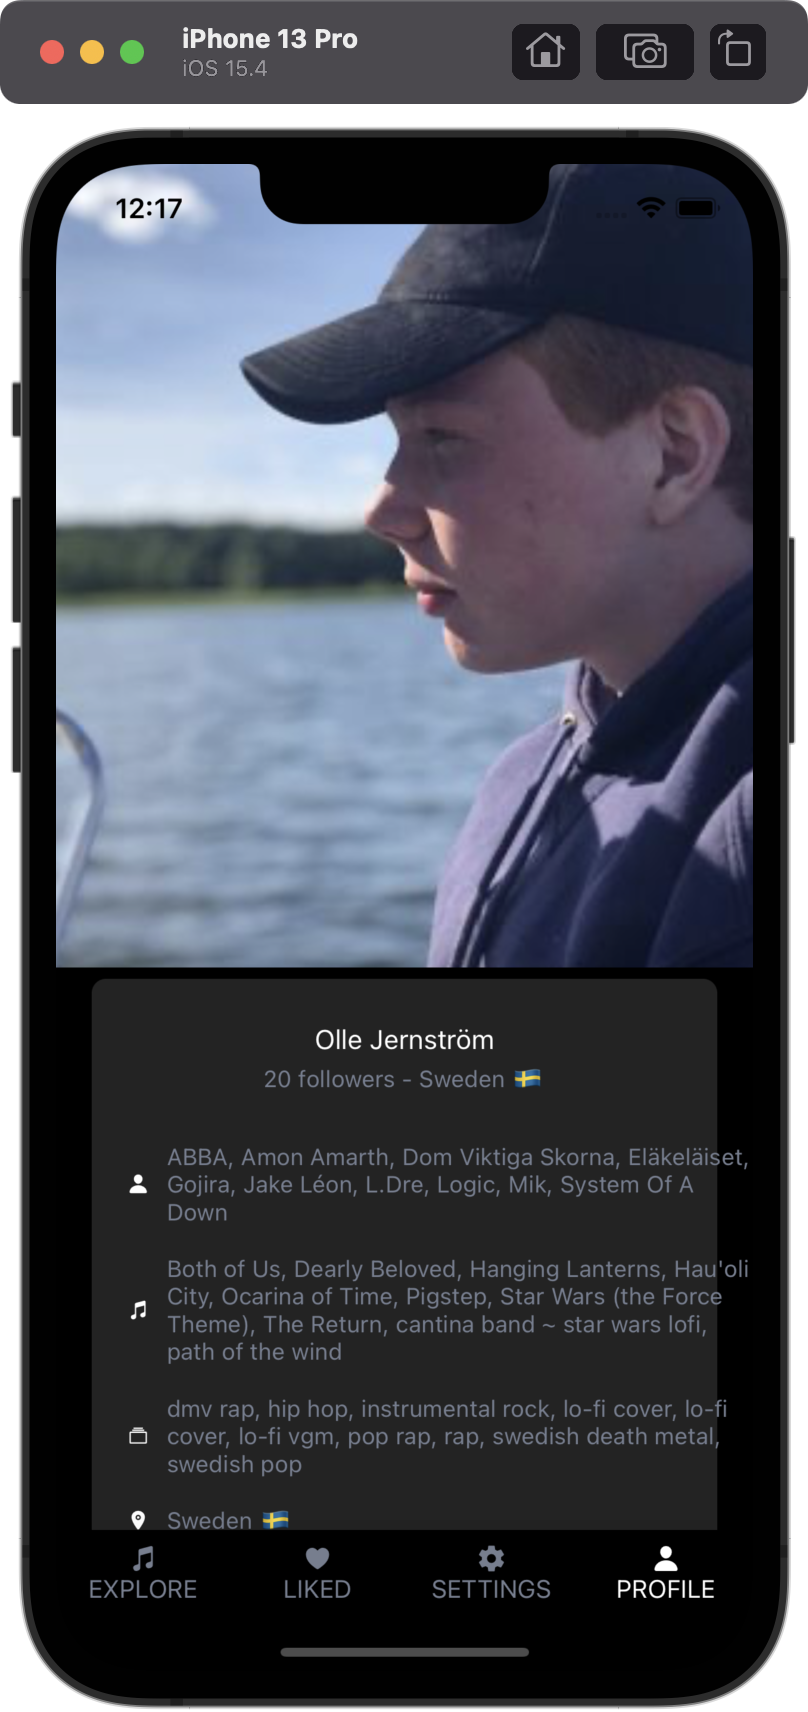 iPhone 13 Pro
iOS 15.4
12:17
Olle Jernström
20 followers - Sweden 🇸🇪
ABBA, Amon Amarth, Dom Viktiga Skorna, Eläkeläiset,
Gojira, Jake Léon, L.Dre, Logic, Mik, System Of A
Down
Both of Us, Dearly Beloved, Hanging Lanterns, Hau'oli
City, Ocarina of Time, Pigstep, Star Wars (the Force
Theme), The Return, cantina band ~ star wars lofi,
path of the wind
dmv rap, hip hop, instrumental rock, lo-fi cover, lo-fi
cover, lo-fi vgm, pop rap, rap, swedish death metal,
swedish pop
Sweden 🇸🇪
EXPLORE LIKED SETTINGS PROFILE